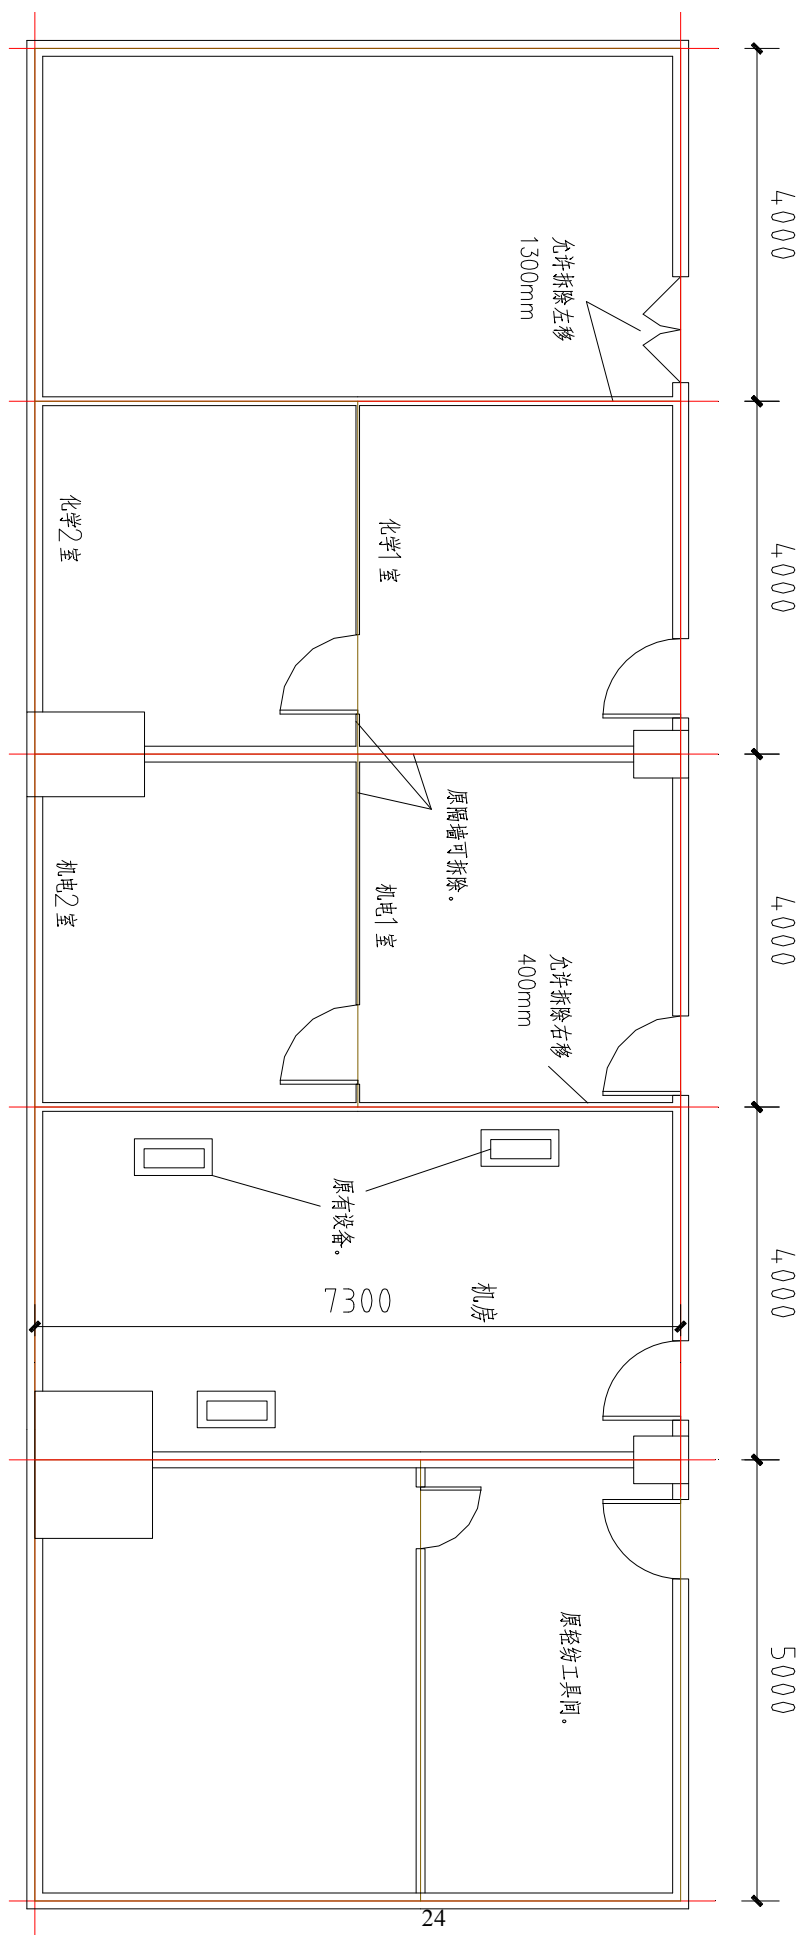 4000
4000
4000
4000
5000
允许拆除左移
1300mm
化学1室
化学2室
原隔墙可拆除。
机电1室
机电2室
允许拆除右移
400mm
原有设备。
机房
7300
原轻纺工具间。
24